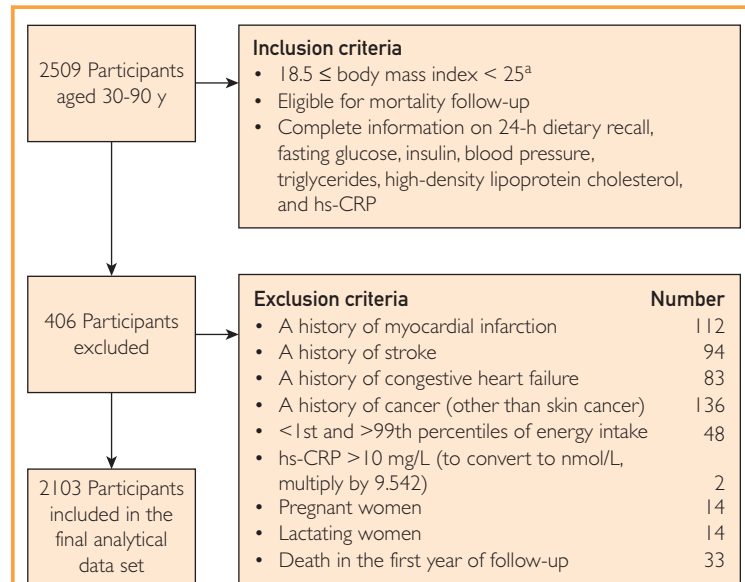 2509 Participants
aged 30-90 y
Inclusion criteria
• 18.5 ≤ body mass index < 25ª
• Eligible for mortality follow-up
• Complete information on 24-h dietary recall,
fasting glucose, insulin, blood pressure,
triglycerides, high-density lipoprotein cholesterol,
and hs-CRP
406 Participants
excluded
Exclusion criteria Number
• A history of myocardial infarction 112
• A history of stroke 94
• A history of congestive heart failure 83
• A history of cancer (other than skin cancer) 136
• <1st and >99th percentiles of energy intake 48
• hs-CRP >10 mg/L (to convert to nmol/L,
multiply by 9.542) 2
• Pregnant women 14
• Lactating women 14
• Death in the first year of follow-up 33
2103 Participants
included in the
final analytical
data set